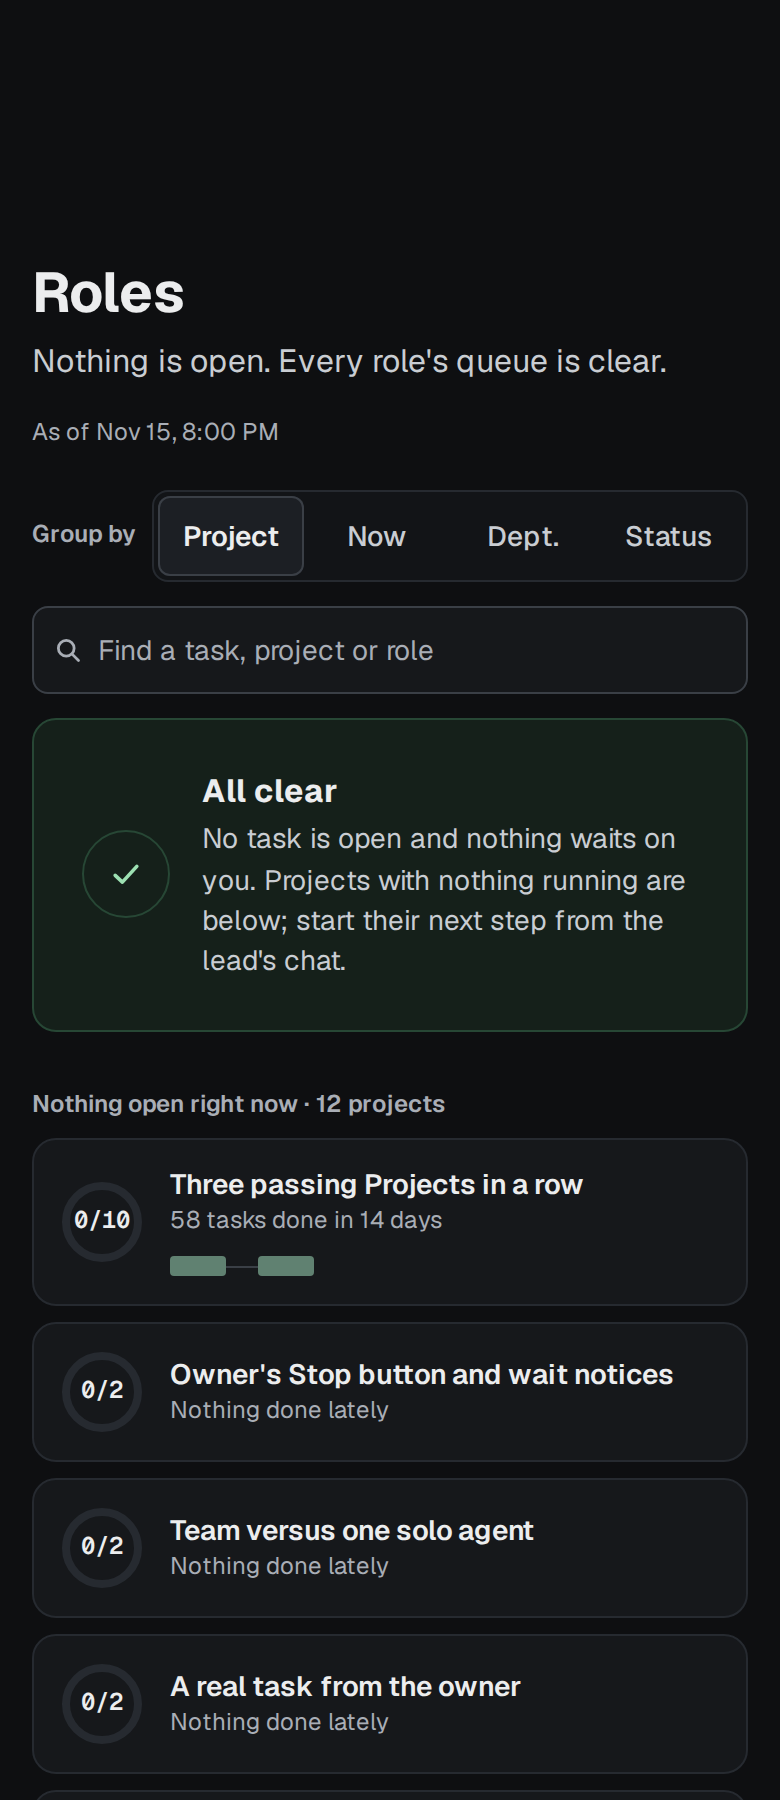 Roles
Nothing is open. Every role's queue is clear.
As of Nov 15, 8:00 PM
Group by
Project
Now
Dept.
Status
Find a task, project or role
All clear
No task is open and nothing waits on
you. Projects with nothing running are
below; start their next step from the
lead's chat.
Nothing open right now · 12 projects
0/10
Three passing Projects in a row
58 tasks done in 14 days
0/2
Owner's Stop button and wait notices
Nothing done lately
0/2
Team versus one solo agent
Nothing done lately
0/2
A real task from the owner
Nothing done lately